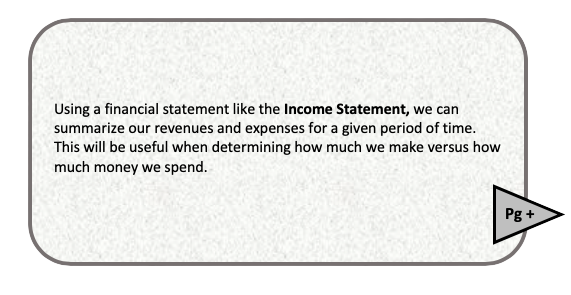 Using a financial statement like the Income Statement, we can
summarize our revenues and expenses for a given period of time.
This will be useful when determining how much we make versus how
much money we spend.
Pg +